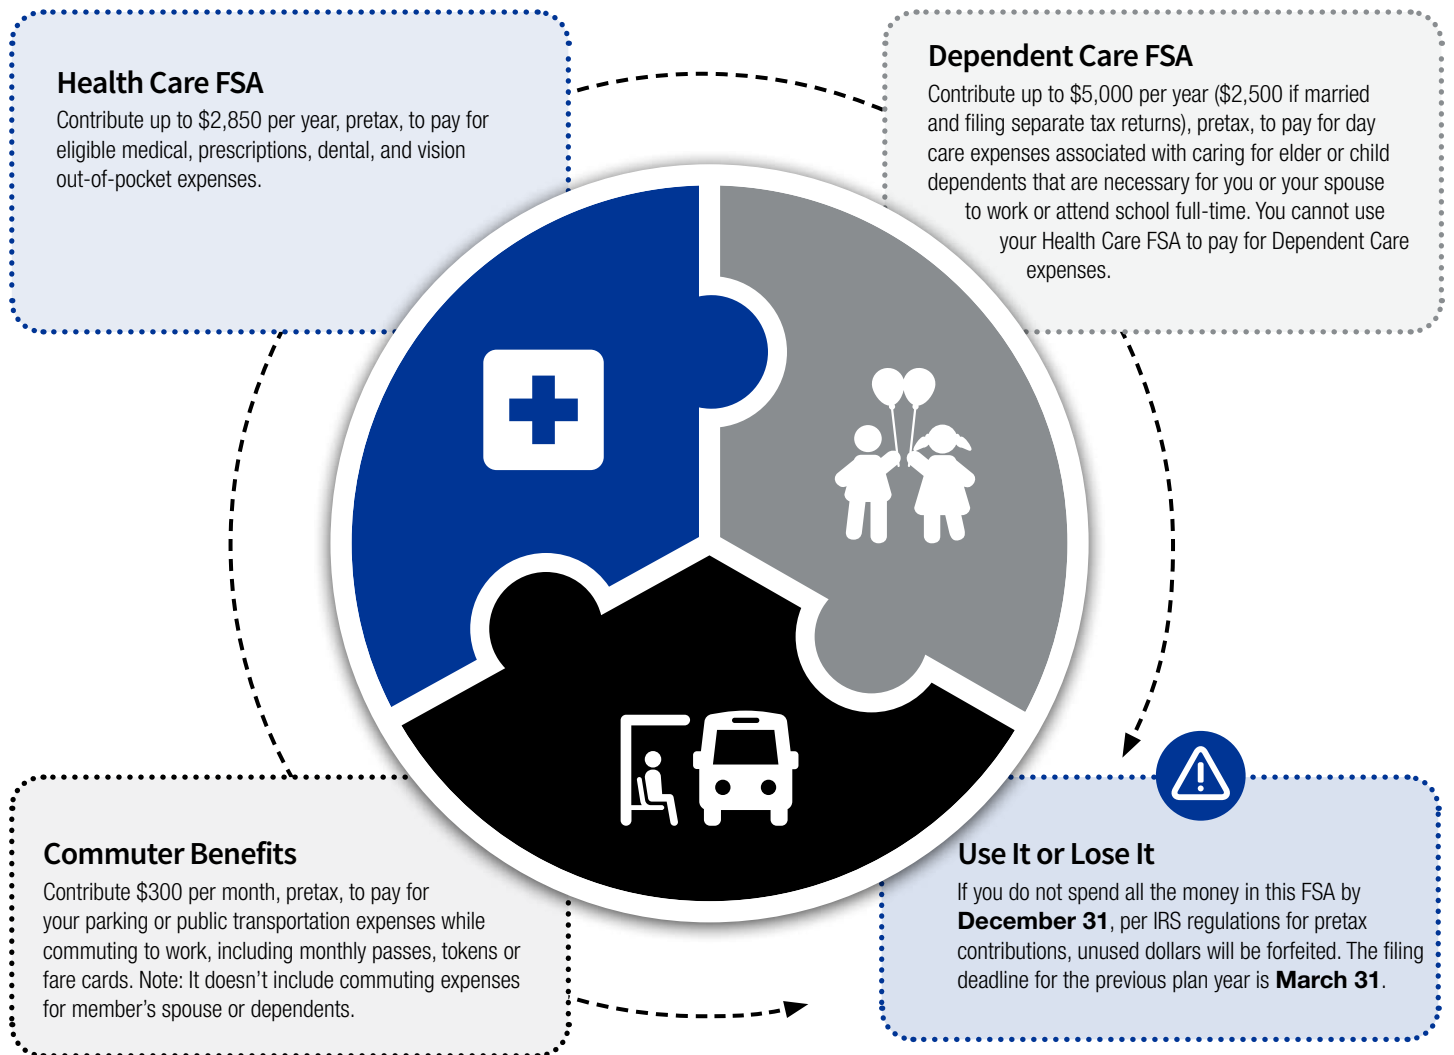 Health Care FSA
Contribute up to $2,850 per year, pretax, to pay for
eligible medical, prescriptions, dental, and vision
out-of-pocket expenses.
Dependent Care FSA
Contribute up to $5,000 per year ($2,500 if married
and filing separate tax returns), pretax, to pay for day
care expenses associated with caring for elder or child
dependents that are necessary for you or your spouse
to work or attend school full-time. You cannot use
your Health Care FSA to pay for Dependent Care
expenses.
Commuter Benefits
Contribute $300 per month, pretax, to pay for
your parking or public transportation expenses while
commuting to work, including monthly passes, tokens or
fare cards. Note: It doesn’t include commuting expenses
for member’s spouse or dependents.
Use It or Lose It
If you do not spend all the money in this FSA by
December 31, per IRS regulations for pretax
contributions, unused dollars will be forfeited. The filing
deadline for the previous plan year is March 31.